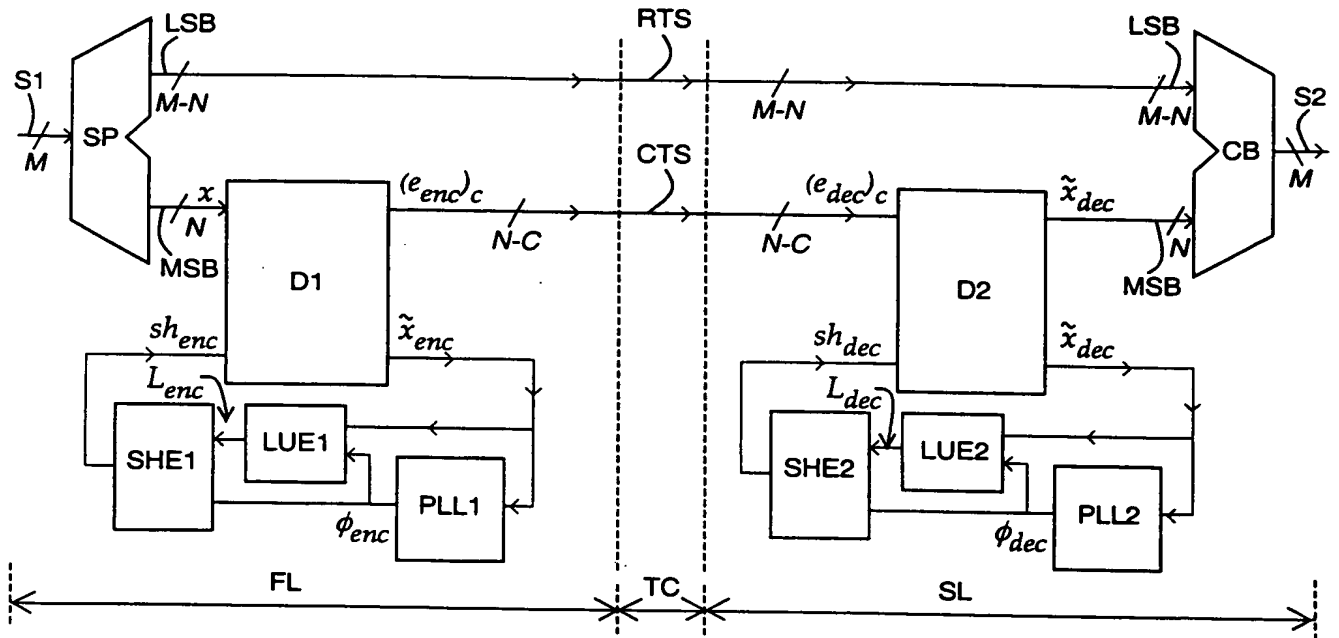 LSB
RTS
LSB
S1
M-N
M-N
M-N
S2
SP
CB
M
M
CTS
x
(e_enc)_c
(e_dec)_c
x̃_dec
N
N-C
N-C
N
MSB
MSB
D1
D2
sh_enc
x̃_enc
sh_dec
x̃_dec
L_enc
L_dec
LUE1
LUE2
SHE1
SHE2
PLL1
PLL2
ϕ_enc
ϕ_dec
FL
TC
SL